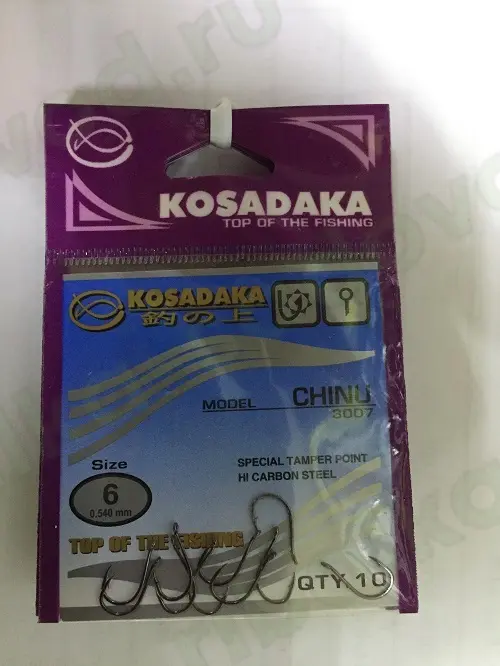 KOSADAKA
TOP OF THE FISHING
KOSADAKA
釣の上
MODEL CHINU
3007
Size
6
0.540 mm
SPECIAL TAMPER POINT
HI CARBON STEEL
TOP OF THE FISHING
QTY 10